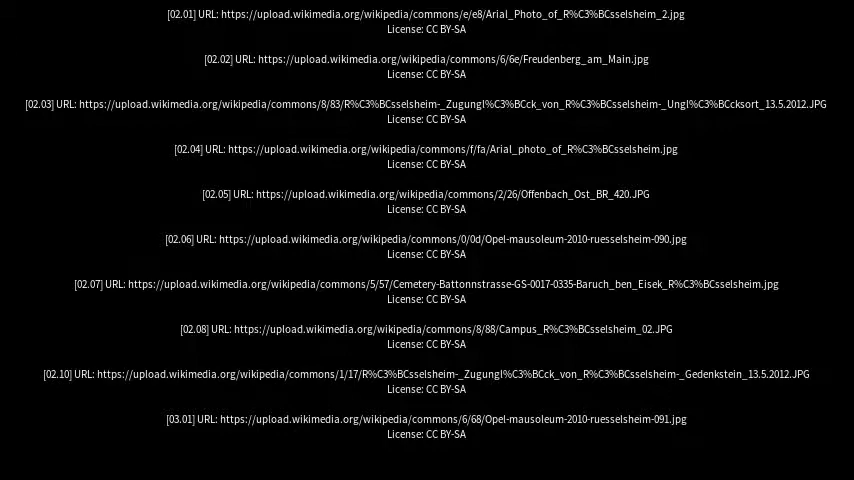 [02.01] URL: https://upload.wikimedia.org/wikipedia/commons/e/e8/Arial_Photo_of_R%C3%BCsselsheim_2.jpg
License: CC BY-SA
[02.02] URL: https://upload.wikimedia.org/wikipedia/commons/6/6e/Freudenberg_am_Main.jpg
License: CC BY-SA
[02.03] URL: https://upload.wikimedia.org/wikipedia/commons/8/83/R%C3%BCsselsheim-_Zugungl%C3%BCck_von_R%C3%BCsselsheim-_Ungl%C3%BCcksort_13.5.2012.JPG
License: CC BY-SA
[02.04] URL: https://upload.wikimedia.org/wikipedia/commons/f/fa/Arial_photo_of_R%C3%BCsselsheim.jpg
License: CC BY-SA
[02.05] URL: https://upload.wikimedia.org/wikipedia/commons/2/26/Offenbach_Ost_BR_420.JPG
License: CC BY-SA
[02.06] URL: https://upload.wikimedia.org/wikipedia/commons/0/0d/Opel-mausoleum-2010-ruesselsheim-090.jpg
License: CC BY-SA
[02.07] URL: https://upload.wikimedia.org/wikipedia/commons/5/57/Cemetery-Battonnstrasse-GS-0017-0335-Baruch_ben_Eisek_R%C3%BCsselsheim.jpg
License: CC BY-SA
[02.08] URL: https://upload.wikimedia.org/wikipedia/commons/8/88/Campus_R%C3%BCsselsheim_02.JPG
License: CC BY-SA
[02.10] URL: https://upload.wikimedia.org/wikipedia/commons/1/17/R%C3%BCsselsheim-_Zugungl%C3%BCck_von_R%C3%BCsselsheim-_Gedenkstein_13.5.2012.JPG
License: CC BY-SA
[03.01] URL: https://upload.wikimedia.org/wikipedia/commons/6/68/Opel-mausoleum-2010-ruesselsheim-091.jpg
License: CC BY-SA